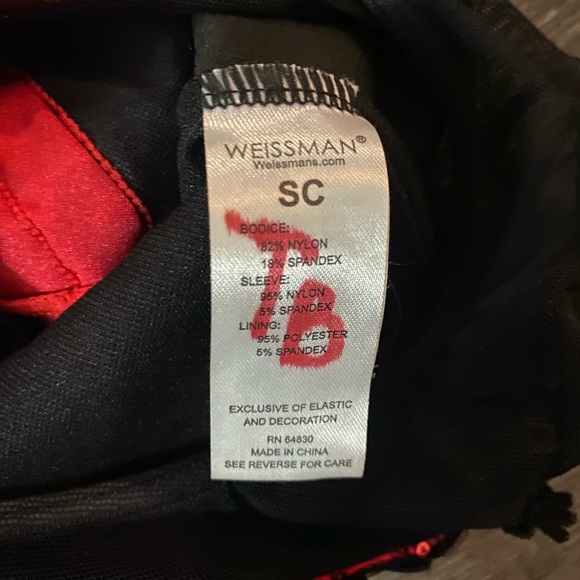 WEISSMAN®
Weissmans.com
SC
BODICE:
82% NYLON
18% SPANDEX
SLEEVE:
95% NYLON
5% SPANDEX
LINING:
95% POLYESTER
5% SPANDEX
JB
EXCLUSIVE OF ELASTIC
AND DECORATION
RN 64830
MADE IN CHINA
SEE REVERSE FOR CARE